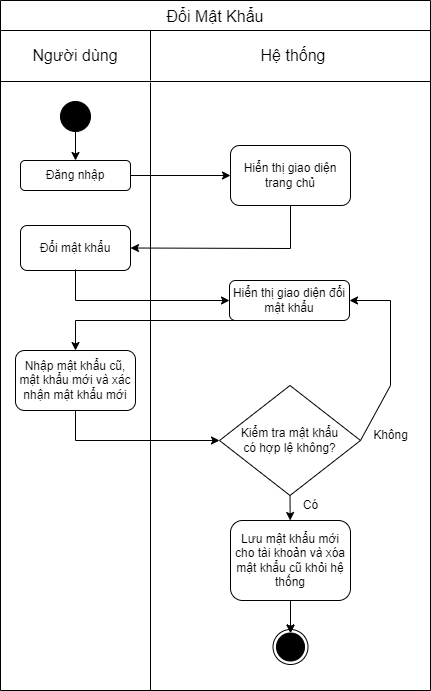 Đổi Mật Khẩu
Người dùng
Hệ thống
Đăng nhập
Hiển thị giao diện
trang chủ
Đổi mật khẩu
Hiển thị giao diện đổi
mật khẩu
Nhập mật khẩu cũ,
mật khẩu mới và xác
nhận mật khẩu mới
Kiểm tra mật khẩu
có hợp lệ không?
Không
Có
Lưu mật khẩu mới
cho tài khoản và xóa
mật khẩu cũ khỏi hệ
thống